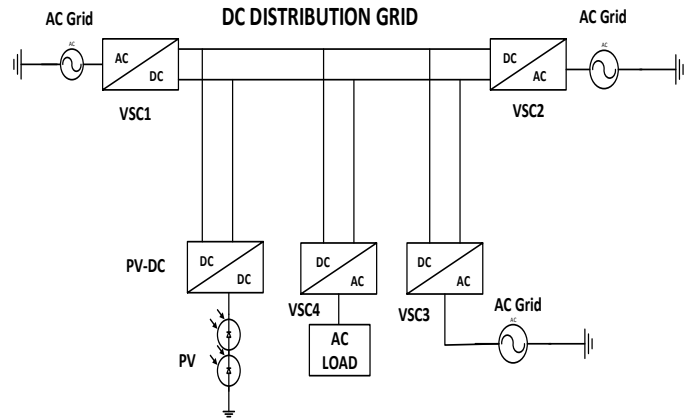 DC DISTRIBUTION GRID
AC Grid
AC Grid
AC
AC
AC
DC
DC
AC
VSC1
VSC2
PV-DC
DC
DC
DC
AC
DC
AC
VSC4
VSC3
AC Grid
AC
AC
LOAD
PV